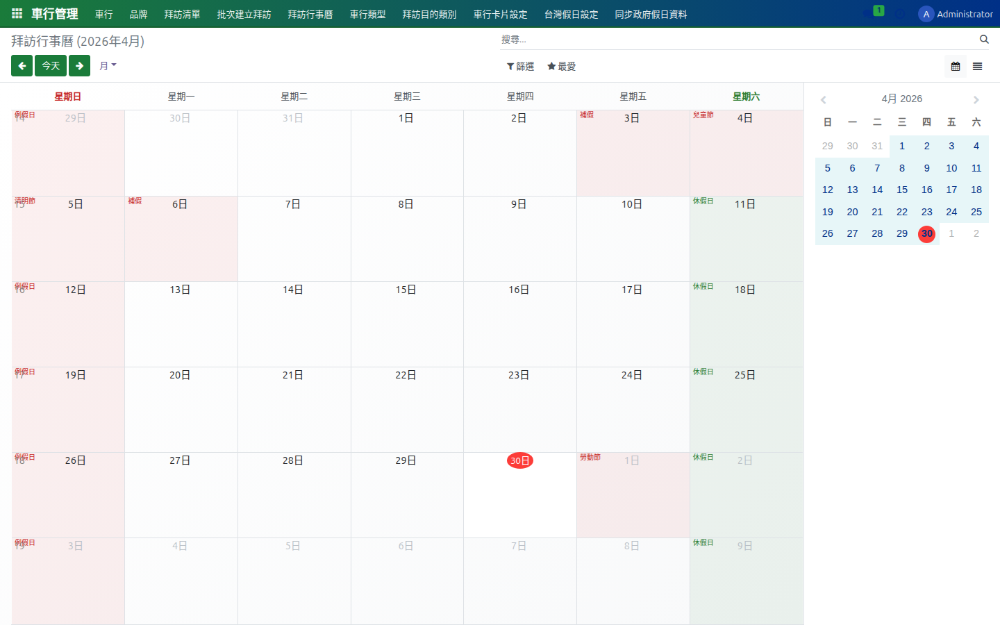 車行管理 車行 品牌 拜訪清單 批次建立拜訪 拜訪行事曆 車行類型 拜訪目的類別 車行卡片設定 台灣假日設定 同步政府假日資料 1 A Administrator
拜訪行事曆 (2026年4月) 搜尋...
今天 月 篩選 最愛
星期日 星期一 星期二 星期三 星期四 星期五 星期六
例假日 14 29日 30日 31日 1日 2日 補假 3日 兒童節 4日
清明節 15 5日 補假 6日 7日 8日 9日 10日 休假日 11日
例假日 16 12日 13日 14日 15日 16日 17日 休假日 18日
例假日 17 19日 20日 21日 22日 23日 24日 休假日 25日
例假日 18 26日 27日 28日 29日 30日 勞動節 1日 休假日 2日
例假日 19 3日 4日 5日 6日 7日 8日 休假日 9日
4月 2026
日 一 二 三 四 五 六
29 30 31 1 2 3 4
5 6 7 8 9 10 11
12 13 14 15 16 17 18
19 20 21 22 23 24 25
26 27 28 29 30 1 2